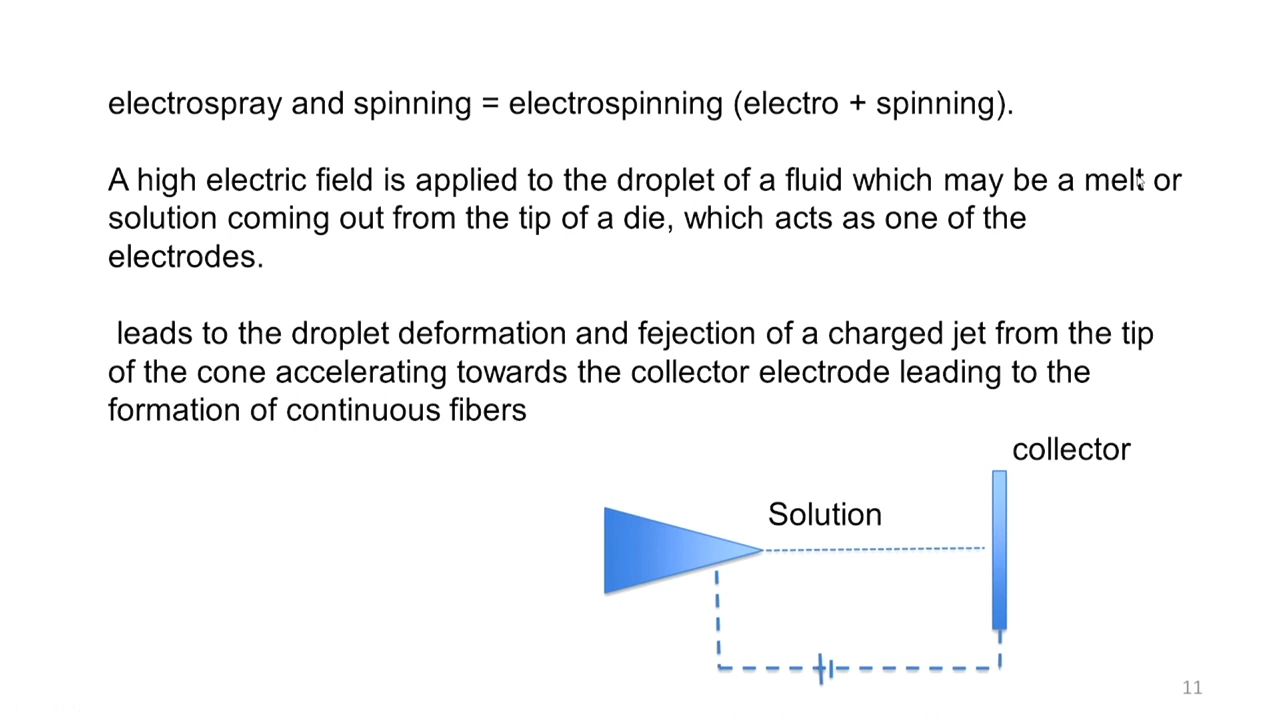 electrospray and spinning = electrospinning (electro + spinning).
A high electric field is applied to the droplet of a fluid which may be a melt or
solution coming out from the tip of a die, which acts as one of the
electrodes.
leads to the droplet deformation and fejection of a charged jet from the tip
of the cone accelerating towards the collector electrode leading to the
formation of continuous fibers
collector
Solution
11